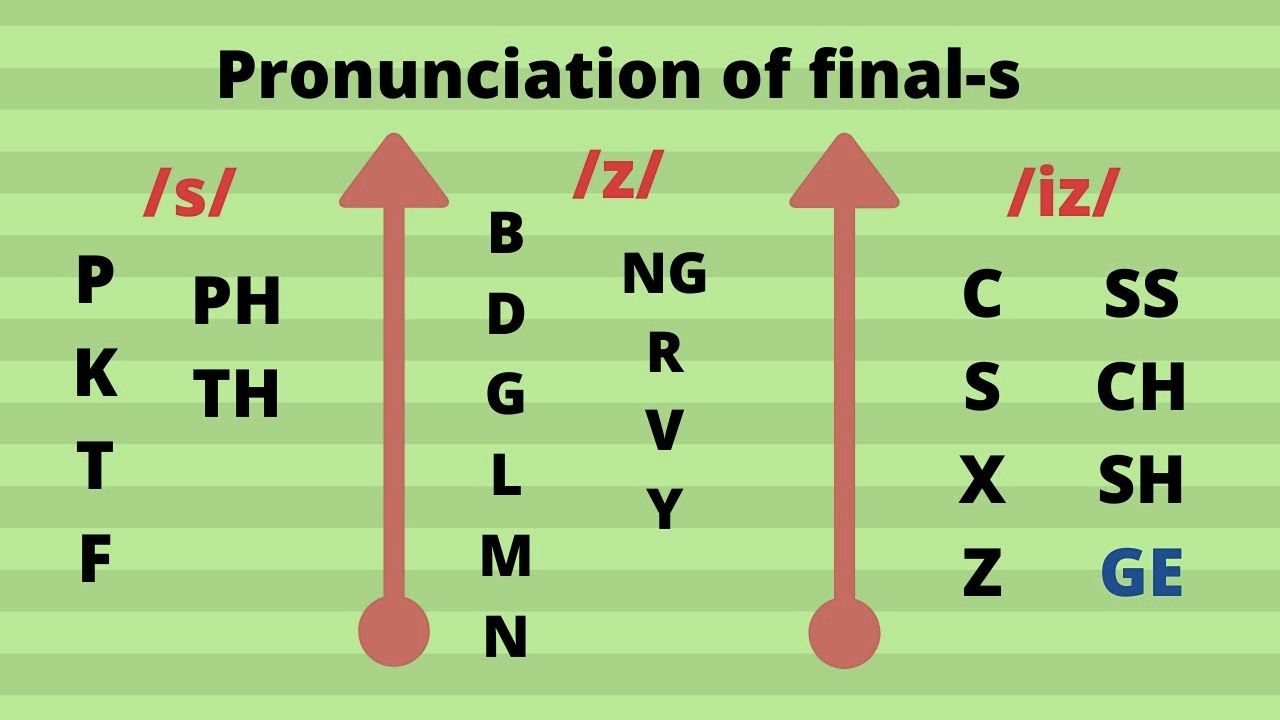 Pronunciation of final-s
/s/
P
K
T
F
PH
TH
/z/
B
D
G
L
M
N
NG
R
V
Y
/iz/
C
S
X
Z
SS
CH
SH
GE